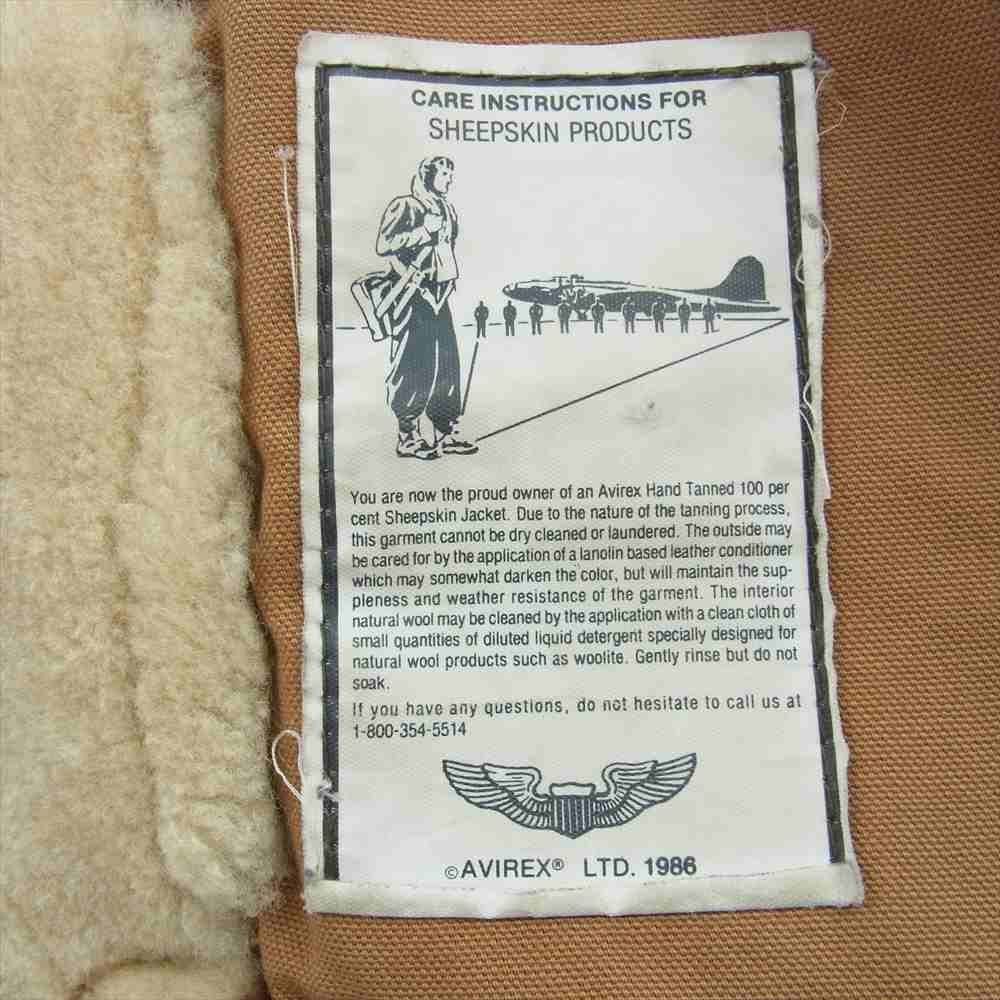 CARE INSTRUCTIONS FOR
SHEEPSKIN PRODUCTS
You are now the proud owner of an Avirex Hand Tanned 100 per
cent Sheepskin Jacket. Due to the nature of the tanning process,
this garment cannot be dry cleaned or laundered. The outside may
be cared for by the application of a lanolin based leather conditioner
which may somewhat darken the color, but will maintain the sup-
pleness and weather resistance of the garment. The interior
natural wool may be cleaned by the application with a clean cloth of
small quantities of diluted liquid detergent specially designed for
natural wool products such as woolite. Gently rinse but do not
soak.
If you have any questions, do not hesitate to call us at
1-800-354-5514
©AVIREX® LTD. 1986